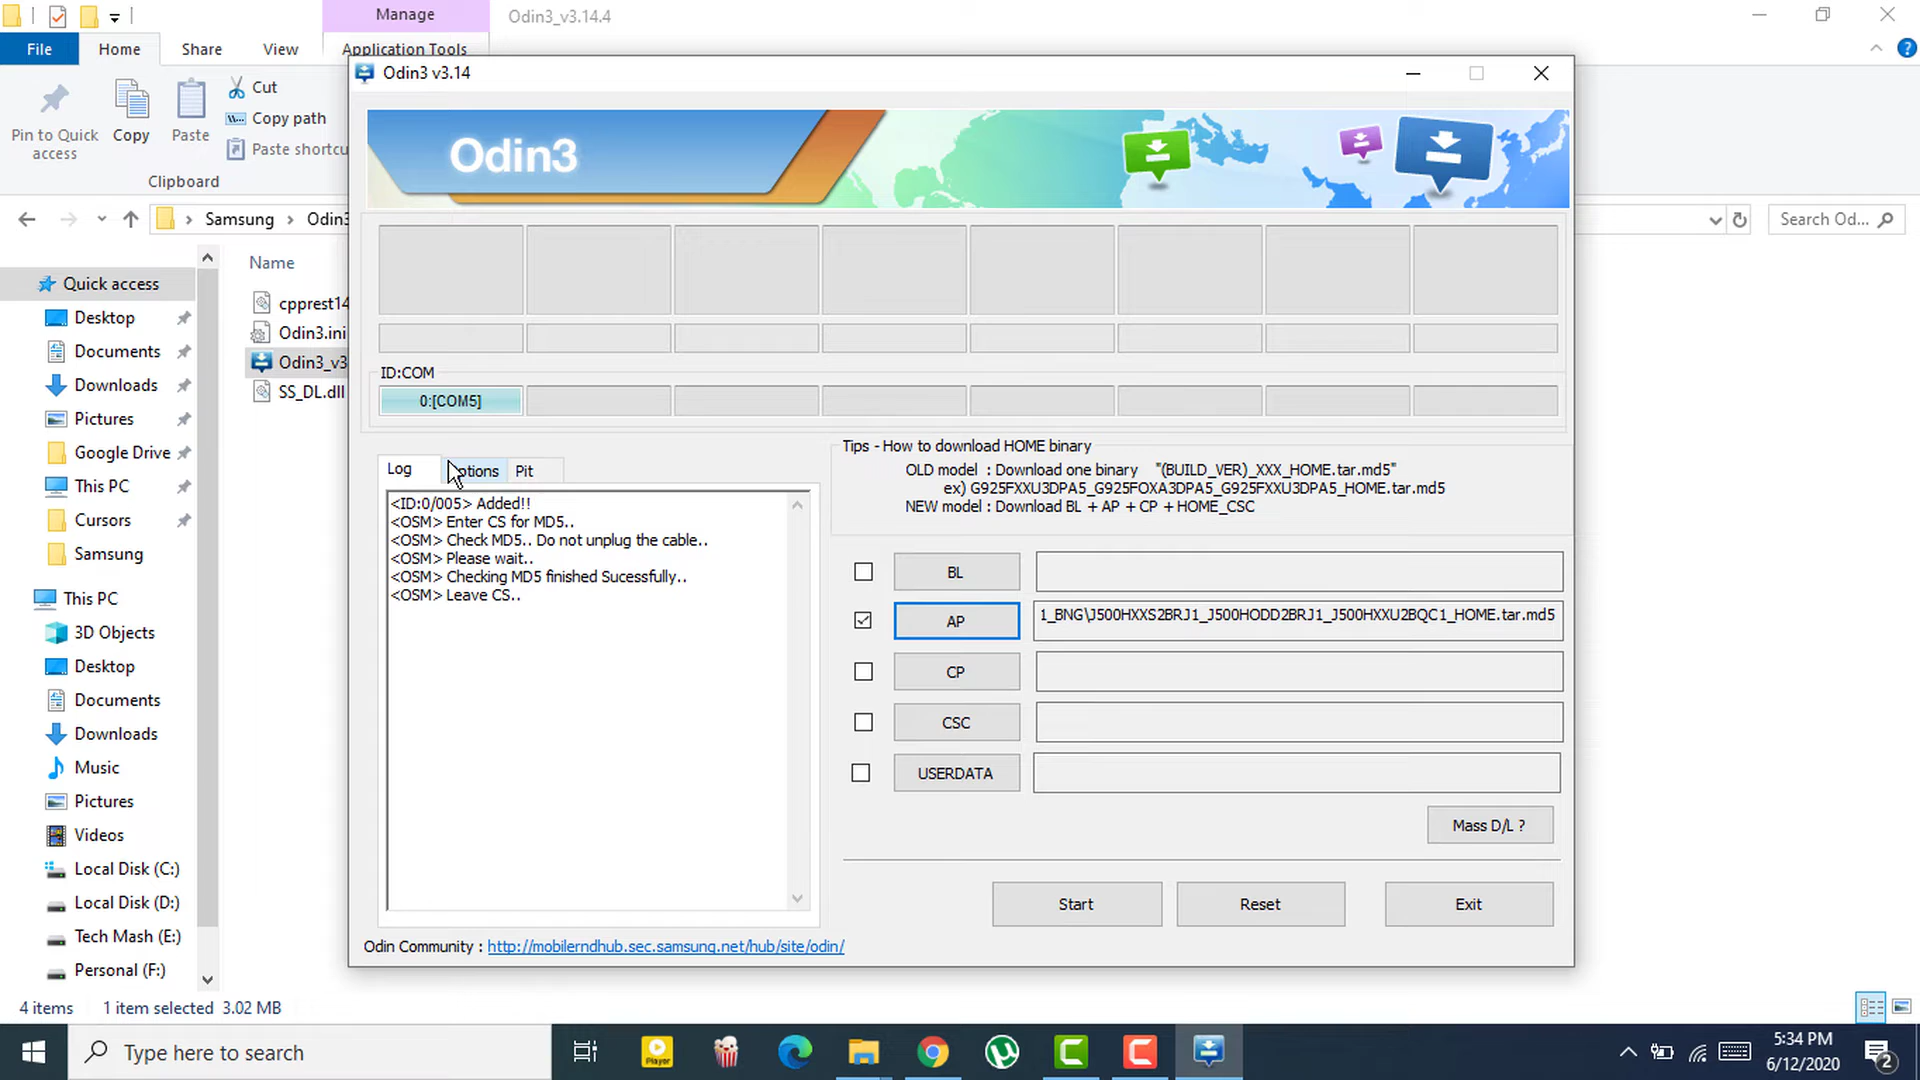 Manage
Odin3_v3.14.4
File
Home
Share
View
Application Tools
Pin to Quick access
Copy
Paste
Cut
Copy path
Paste shortcu
Clipboard
Samsung
Odin3
Search Od...
Quick access
Desktop
Documents
Downloads
Pictures
Google Drive
This PC
Cursors
Samsung
This PC
3D Objects
Desktop
Documents
Downloads
Music
Pictures
Videos
Local Disk (C:)
Local Disk (D:)
Tech Mash (E:)
Personal (F:)
Name
cpprest14
Odin3.ini
Odin3_v3
SS_DL.dll
4 items
1 item selected 3.02 MB
Odin3 v3.14
Odin3
ID:COM
0:[COM5]
Log
ptions
Pit
<ID:0/005> Added!!
<OSM> Enter CS for MD5..
<OSM> Check MD5.. Do not unplug the cable..
<OSM> Please wait..
<OSM> Checking MD5 finished Sucessfully..
<OSM> Leave CS..
Tips - How to download HOME binary
OLD model : Download one binary "(BUILD_VER)_XXX_HOME.tar.md5"
ex) G925FXXU3DPA5_G925FOXA3DPA5_G925FXXU3DPA5_HOME.tar.md5
NEW model : Download BL + AP + CP + HOME_CSC
BL
AP
1_BNG\J500HXXS2BRJ1_J500HODD2BRJ1_J500HXXU2BQC1_HOME.tar.md5
CP
CSC
USERDATA
Mass D/L ?
Start
Reset
Exit
Odin Community : http://mobilerndhub.sec.samsung.net/hub/site/odin/
Type here to search
Player
5:34 PM
6/12/2020
2